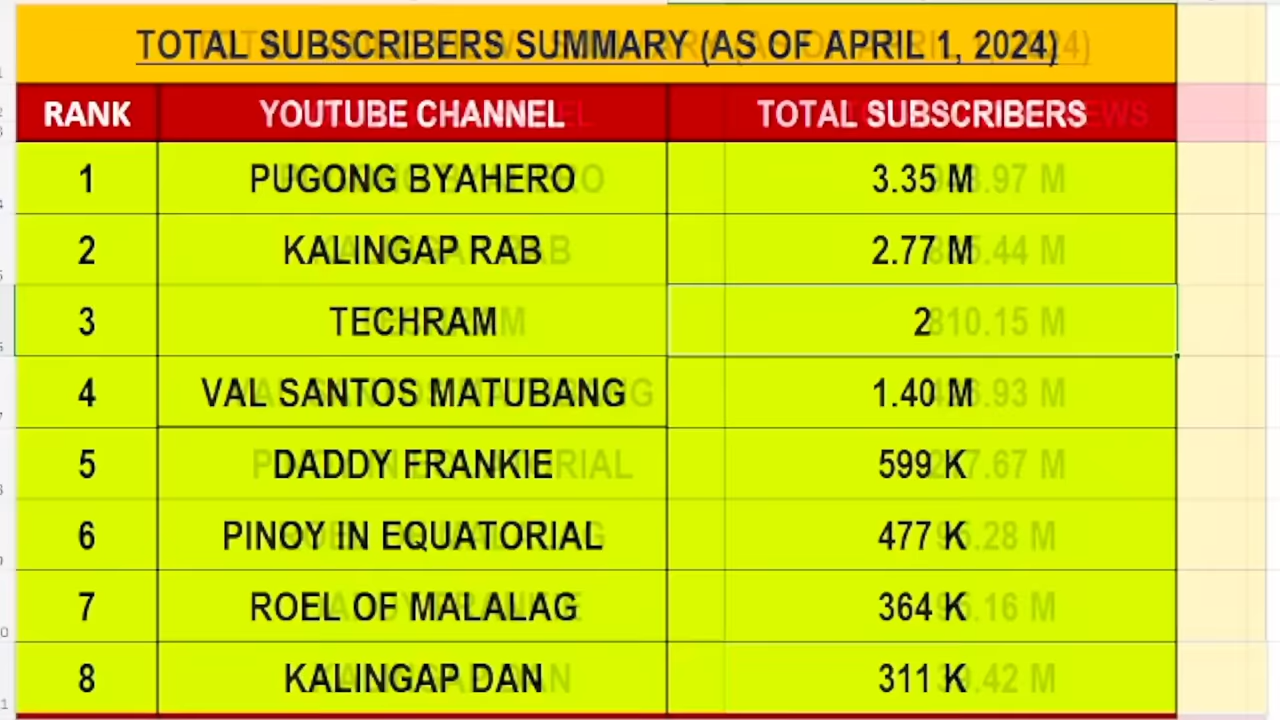 TOTAL SUBSCRIBERS SUMMARY (AS OF APRIL 1, 2024)
RANK YOUTUBE CHANNEL TOTAL SUBSCRIBERS
1 PUGONG BYAHERO 3.35 M
2 KALINGAP RAB 2.77 M
3 TECHRAM 2
4 VAL SANTOS MATUBANG 1.40 M
5 DADDY FRANKIE 599 K
6 PINOY IN EQUATORIAL 477 K
7 ROEL OF MALALAG 364 K
8 KALINGAP DAN 311 K